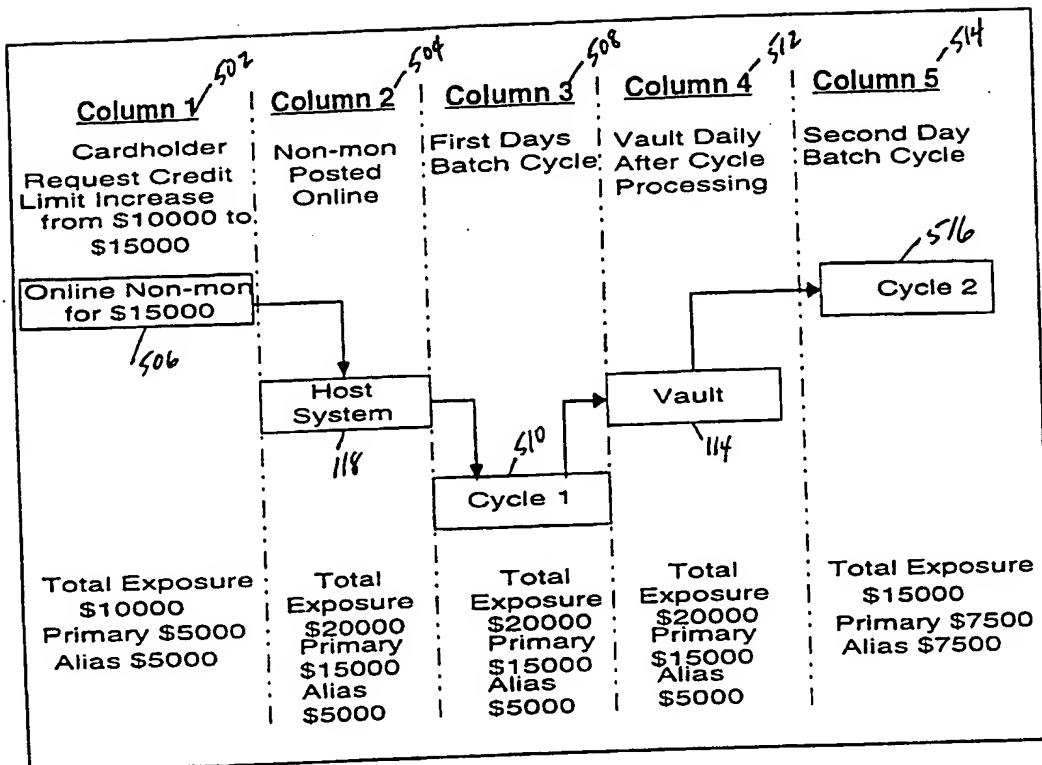 502
504
508
512
514
Column 1
Column 2
Column 3
Column 4
Column 5
Cardholder
Request Credit
Limit Increase
from $10000 to
$15000
Non-mon
Posted
Online
First Days
Batch Cycle
Vault Daily
After Cycle
Processing
Second Day
Batch Cycle
516
Online Non-mon
for $15000
Cycle 2
506
Host
System
118
Vault
114
510
Cycle 1
Total Exposure
$10000
Primary $5000
Alias $5000
Total
Exposure
$20000
Primary
$15000
Alias
$5000
Total
Exposure
$20000
Primary
$15000
Alias
$5000
Total
Exposure
$20000
Primary
$15000
Alias
$5000
Total Exposure
$15000
Primary $7500
Alias $7500